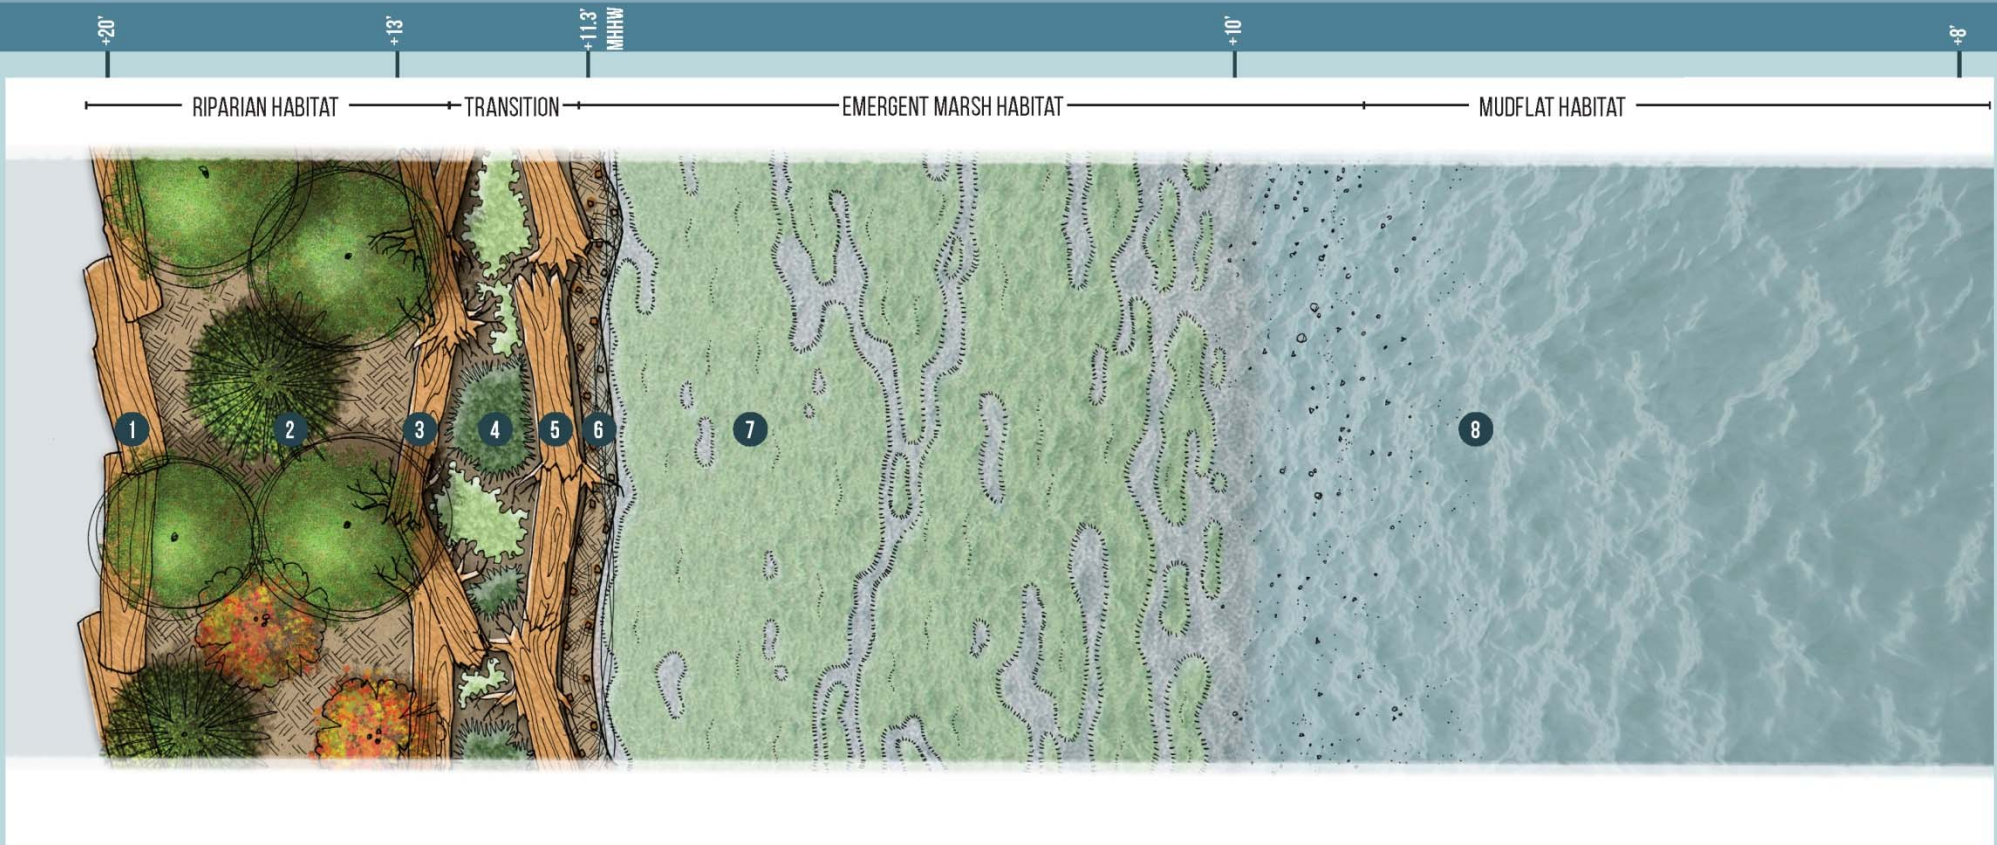 +20'
+13'
+11.3'
MHHW
+10'
+8'
RIPARIAN HABITAT
TRANSITION
EMERGENT MARSH HABITAT
MUDFLAT HABITAT
1
2
3
4
5
6
7
8